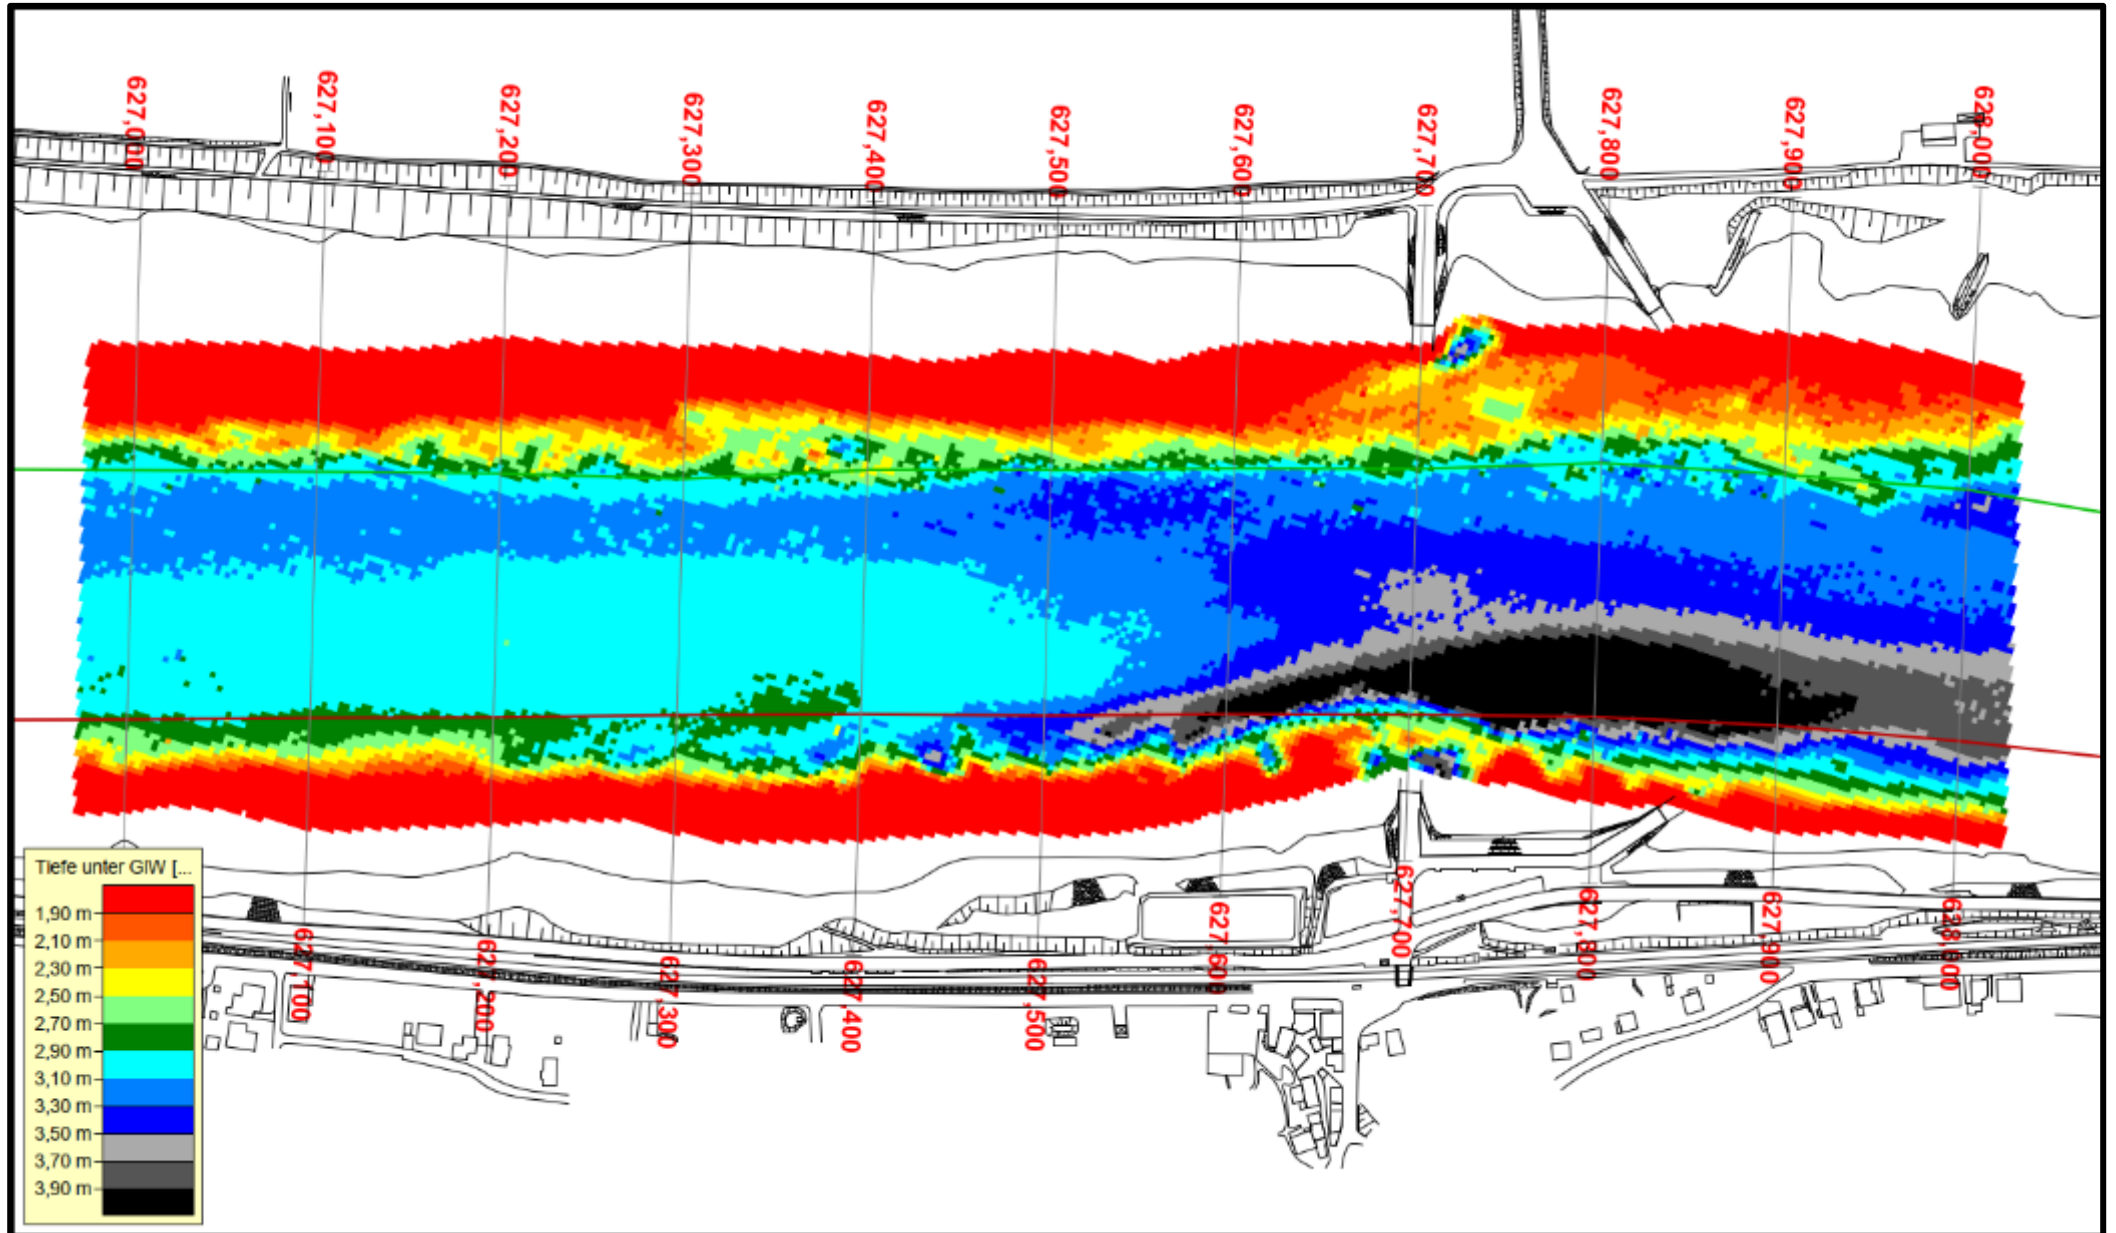 627,000
627,100
627,200
627,300
627,400
627,500
627,600
627,700
627,800
627,900
628,000
Tiefe unter GlW [...
1,90 m
2,10 m
2,30 m
2,50 m
2,70 m
2,90 m
3,10 m
3,30 m
3,50 m
3,70 m
3,90 m
627,100
627,200
627,300
627,400
627,500
627,600
627,700
627,800
627,900
628,000